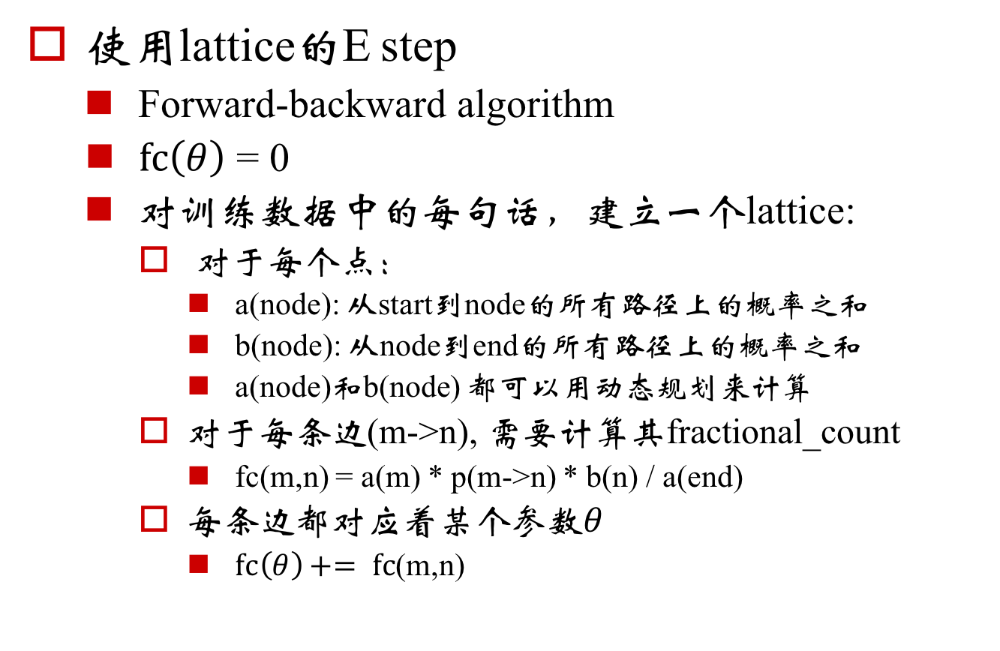 使用lattice的E step
Forward-backward algorithm
fc(θ) = 0
对训练数据中的每句话，建立一个lattice:
对于每个点：
a(node): 从start到node的所有路径上的概率之和
b(node): 从node到end的所有路径上的概率之和
a(node)和b(node) 都可以用动态规划来计算
对于每条边(m->n), 需要计算其fractional_count
fc(m,n) = a(m) * p(m->n) * b(n) / a(end)
每条边都对应着某个参数θ
fc(θ) += fc(m,n)